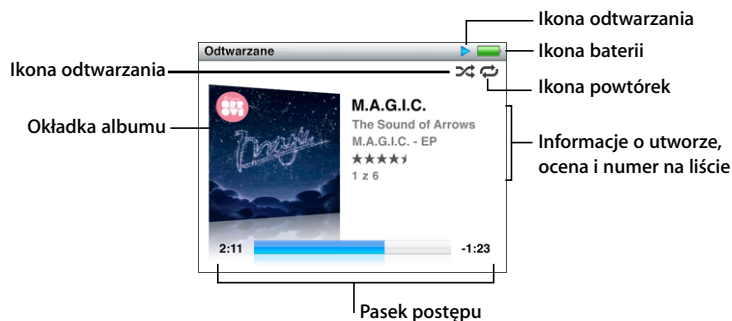 Ikona odtwarzania
Odtwarzane
Ikona baterii
Ikona odtwarzania
Ikona powtórek
M.A.G.I.C.
The Sound of Arrows
M.A.G.I.C. - EP
1 z 6
Okładka albumu
magic
Informacje o utworze,
ocena i numer na liście
2:11
-1:23
Pasek postępu